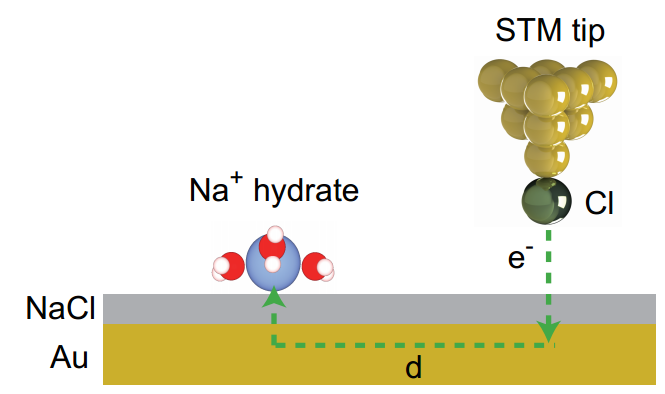 STM tip
Na⁺ hydrate
Cl
e⁻
NaCl
Au
d